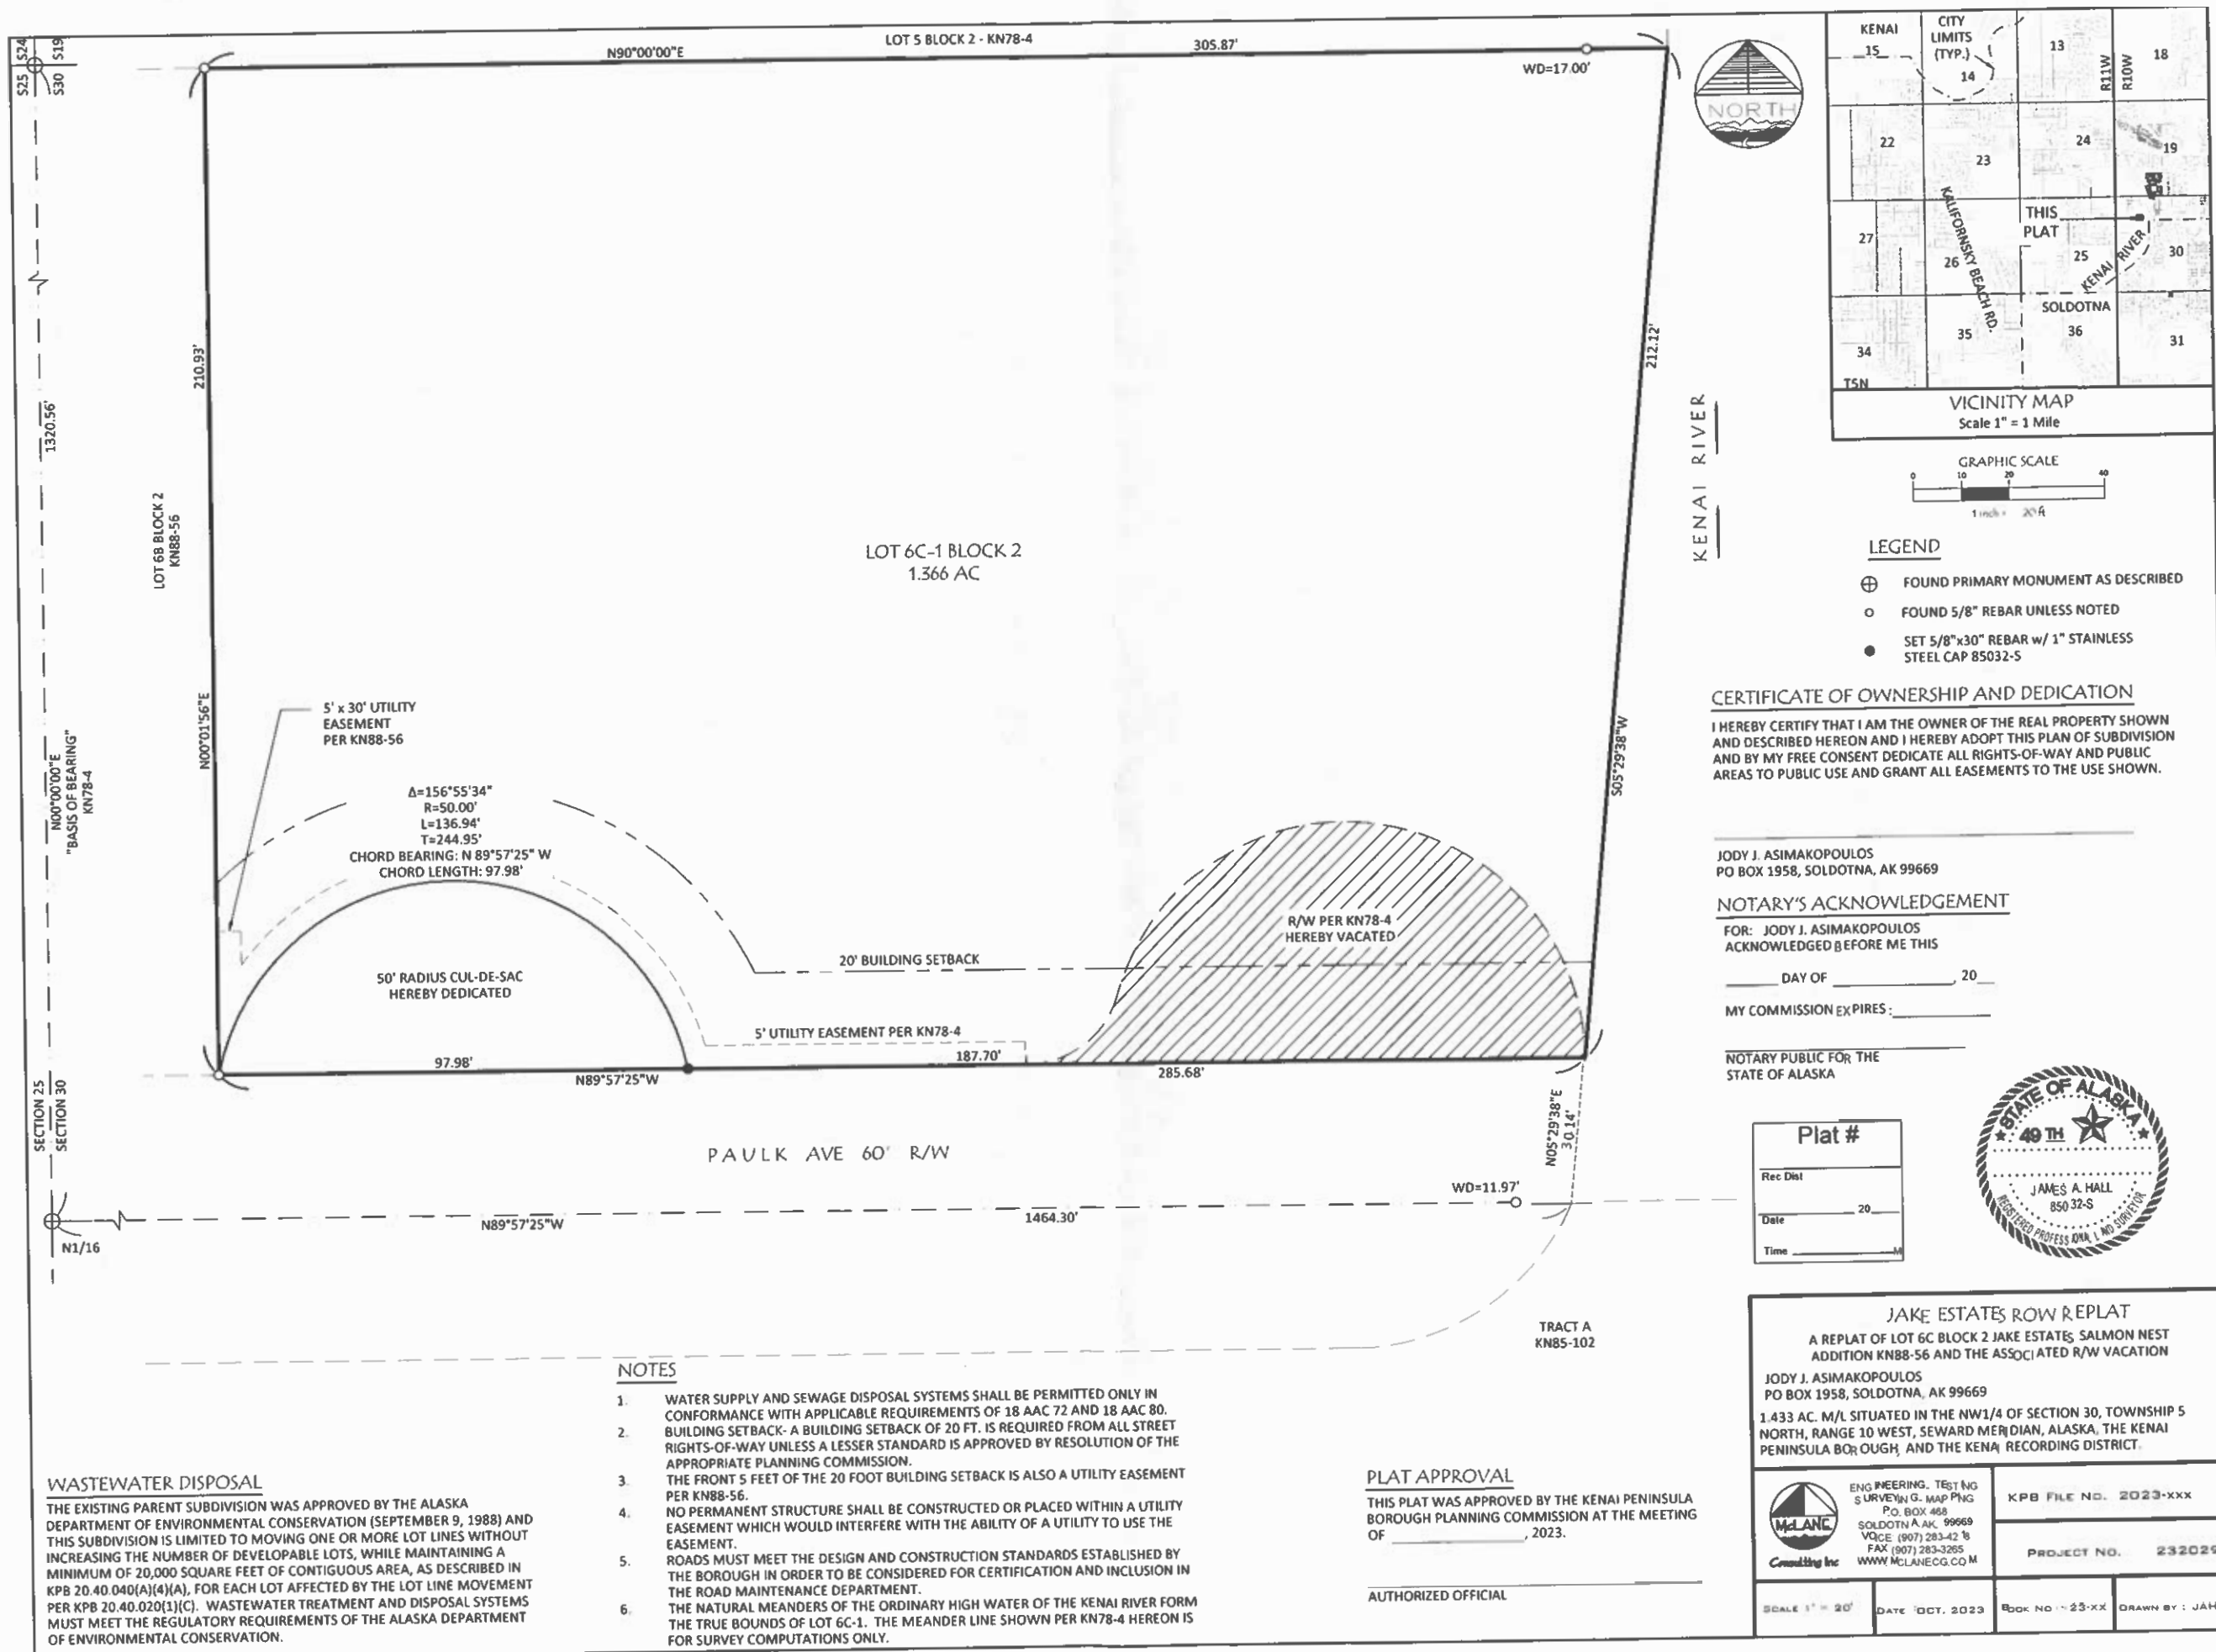 S25 S24
S30 S19
N90°00'00"E
LOT 5 BLOCK 2 - KN78-4
305.87'
WD=17.00'
NORTH
KENAI
CITY
LIMITS
(TYP.)
15
14
13
18
R11W
R10W
22
23
24
19
KALIFORNSKY BEACH RD.
THIS
PLAT
27
26
25
KENAI RIVER
30
SOLDOTNA
34
35
36
31
T5N
VICINITY MAP
Scale 1" = 1 Mile
GRAPHIC SCALE
0 10 20 40
1 inch = 20 ft
LEGEND
FOUND PRIMARY MONUMENT AS DESCRIBED
FOUND 5/8" REBAR UNLESS NOTED
SET 5/8"x30" REBAR w/ 1" STAINLESS
STEEL CAP 85032-S
1320.56'
N00°00'00"E
"BASIS OF BEARING"
KN78-4
210.93'
LOT 6B BLOCK 2
KN88-56
N00°01'56"E
212.12'
S05°29'38"W
KENAI RIVER
LOT 6C-1 BLOCK 2
1.366 AC
5' x 30' UTILITY
EASEMENT
PER KN88-56
Δ=156°55'34"
R=50.00'
L=136.94'
T=244.95'
CHORD BEARING: N 89°57'25" W
CHORD LENGTH: 97.98'
50' RADIUS CUL-DE-SAC
HEREBY DEDICATED
20' BUILDING SETBACK
R/W PER KN78-4
HEREBY VACATED
5' UTILITY EASEMENT PER KN78-4
97.98'
N89°57'25"W
187.70'
285.68'
SECTION 25
SECTION 30
PAULK AVE 60' R/W
N05°29'38"E
30.14'
WD=11.97'
N1/16
N89°57'25"W
1464.30'
TRACT A
KN85-102
CERTIFICATE OF OWNERSHIP AND DEDICATION
I HEREBY CERTIFY THAT I AM THE OWNER OF THE REAL PROPERTY SHOWN
AND DESCRIBED HEREON AND I HEREBY ADOPT THIS PLAN OF SUBDIVISION
AND BY MY FREE CONSENT DEDICATE ALL RIGHTS-OF-WAY AND PUBLIC
AREAS TO PUBLIC USE AND GRANT ALL EASEMENTS TO THE USE SHOWN.
JODY J. ASIMAKOPOULOS
PO BOX 1958, SOLDOTNA, AK 99669
NOTARY'S ACKNOWLEDGEMENT
FOR: JODY J. ASIMAKOPOULOS
ACKNOWLEDGED BEFORE ME THIS
____ DAY OF ____________, 20__
MY COMMISSION EXPIRES: __________
NOTARY PUBLIC FOR THE
STATE OF ALASKA
Plat #
Rec Dist
20
Date
Time M
STATE OF ALASKA
49 TH
JAMES A. HALL
85032-S
REGISTERED PROFESSIONAL LAND SURVEYOR
WASTEWATER DISPOSAL
THE EXISTING PARENT SUBDIVISION WAS APPROVED BY THE ALASKA
DEPARTMENT OF ENVIRONMENTAL CONSERVATION (SEPTEMBER 9, 1988) AND
THIS SUBDIVISION IS LIMITED TO MOVING ONE OR MORE LOT LINES WITHOUT
INCREASING THE NUMBER OF DEVELOPABLE LOTS, WHILE MAINTAINING A
MINIMUM OF 20,000 SQUARE FEET OF CONTIGUOUS AREA, AS DESCRIBED IN
KPB 20.40.040(A)(4)(A), FOR EACH LOT AFFECTED BY THE LOT LINE MOVEMENT
PER KPB 20.40.020(1)(C). WASTEWATER TREATMENT AND DISPOSAL SYSTEMS
MUST MEET THE REGULATORY REQUIREMENTS OF THE ALASKA DEPARTMENT
OF ENVIRONMENTAL CONSERVATION.
NOTES
1. WATER SUPPLY AND SEWAGE DISPOSAL SYSTEMS SHALL BE PERMITTED ONLY IN
CONFORMANCE WITH APPLICABLE REQUIREMENTS OF 18 AAC 72 AND 18 AAC 80.
2. BUILDING SETBACK- A BUILDING SETBACK OF 20 FT. IS REQUIRED FROM ALL STREET
RIGHTS-OF-WAY UNLESS A LESSER STANDARD IS APPROVED BY RESOLUTION OF THE
APPROPRIATE PLANNING COMMISSION.
3. THE FRONT 5 FEET OF THE 20 FOOT BUILDING SETBACK IS ALSO A UTILITY EASEMENT
PER KN88-56.
4. NO PERMANENT STRUCTURE SHALL BE CONSTRUCTED OR PLACED WITHIN A UTILITY
EASEMENT WHICH WOULD INTERFERE WITH THE ABILITY OF A UTILITY TO USE THE
EASEMENT.
5. ROADS MUST MEET THE DESIGN AND CONSTRUCTION STANDARDS ESTABLISHED BY
THE BOROUGH IN ORDER TO BE CONSIDERED FOR CERTIFICATION AND INCLUSION IN
THE ROAD MAINTENANCE DEPARTMENT.
6. THE NATURAL MEANDERS OF THE ORDINARY HIGH WATER OF THE KENAI RIVER FORM
THE TRUE BOUNDS OF LOT 6C-1. THE MEANDER LINE SHOWN PER KN78-4 HEREON IS
FOR SURVEY COMPUTATIONS ONLY.
PLAT APPROVAL
THIS PLAT WAS APPROVED BY THE KENAI PENINSULA
BOROUGH PLANNING COMMISSION AT THE MEETING
OF ____________, 2023.
AUTHORIZED OFFICIAL
JAKE ESTATES ROW REPLAT
A REPLAT OF LOT 6C BLOCK 2 JAKE ESTATES SALMON NEST
ADDITION KN88-56 AND THE ASSOCIATED R/W VACATION
JODY J. ASIMAKOPOULOS
PO BOX 1958, SOLDOTNA, AK 99669
1.433 AC. M/L SITUATED IN THE NW1/4 OF SECTION 30, TOWNSHIP 5
NORTH, RANGE 10 WEST, SEWARD MERIDIAN, ALASKA, THE KENAI
PENINSULA BOROUGH, AND THE KENAI RECORDING DISTRICT.
McLANE
Consulting Inc
ENGINEERING, TESTING
SURVEYING, MAPPING
P.O. BOX 468
SOLDOTNA, AK. 99669
VOICE (907) 283-4218
FAX (907) 283-3265
WWW.MCLANECG.COM
KPB FILE NO. 2023-xxx
PROJECT NO. 232029
SCALE 1" = 20'
DATE : OCT. 2023
BOOK NO : 23-XX
DRAWN BY : JAH